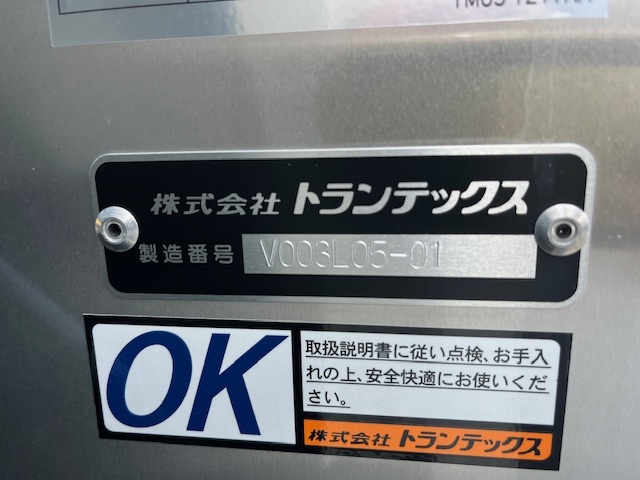 株式会社 トランテックス
製造番号 V003L05-01
OK
取扱説明書に従い点検、お手入
れの上、安全快適にお使いくだ
さい。
株式会社 トランテックス